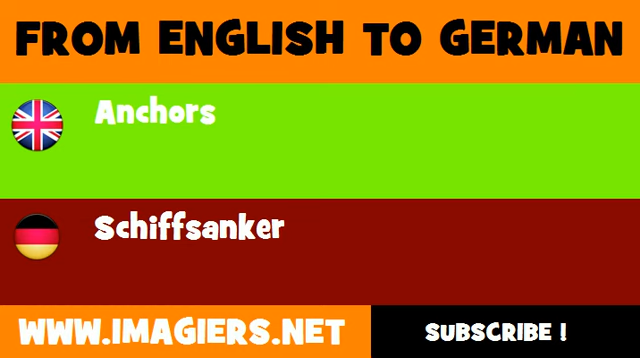 FROM ENGLISH TO GERMAN
Anchors
Schiffsanker
WWW.IMAGIERS.NET
SUBSCRIBE !